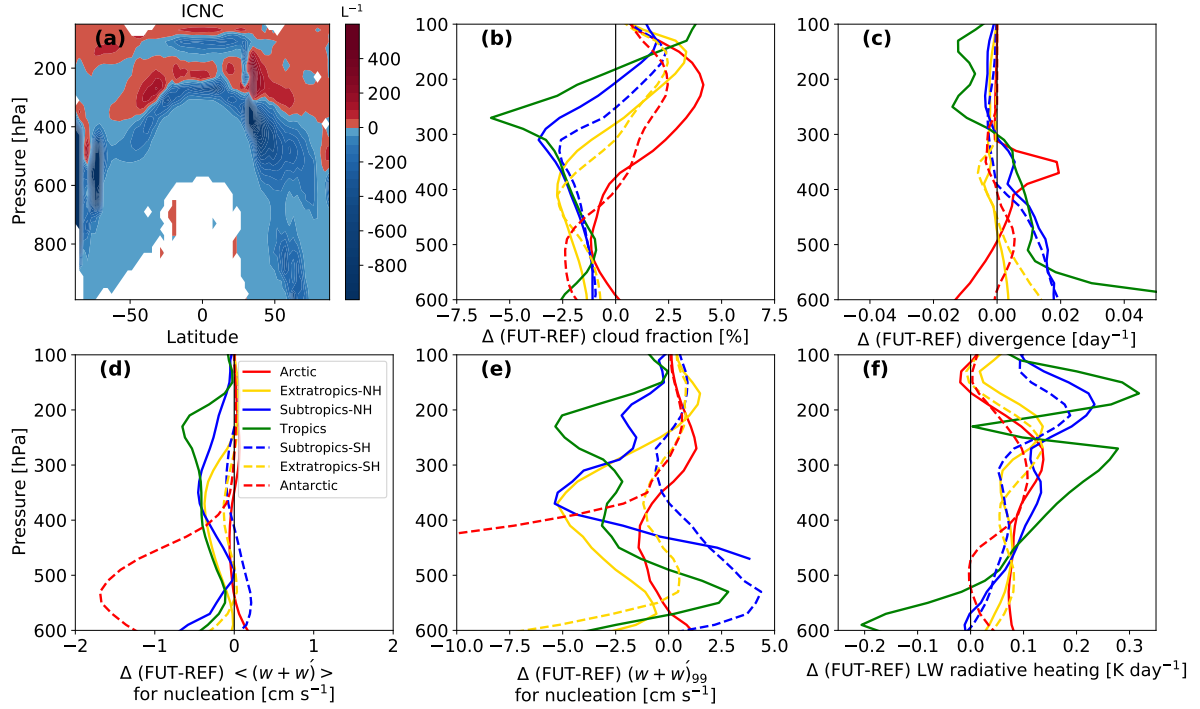 ICNC
L⁻¹
(a)
Pressure [hPa]
200
400
600
800
−50
0
50
Latitude
400
200
0
−200
−400
−600
−800
(b)
100
200
300
400
500
600
−7.5
−5.0
−2.5
0.0
2.5
5.0
7.5
Δ (FUT-REF) cloud fraction [%]
(c)
100
200
300
400
500
600
−0.04
−0.02
0.00
0.02
0.04
Δ (FUT-REF) divergence [day⁻¹]
(d)
Pressure [hPa]
100
200
300
400
500
600
−2
−1
0
1
2
Arctic
Extratropics-NH
Subtropics-NH
Tropics
Subtropics-SH
Extratropics-SH
Antarctic
Δ (FUT-REF) < (w + w′) >
for nucleation [cm s⁻¹]
(e)
100
200
300
400
500
600
−10.0
−7.5
−5.0
−2.5
0.0
2.5
5.0
Δ (FUT-REF) (w + w′)₉₉
for nucleation [cm s⁻¹]
(f)
100
200
300
400
500
600
0.0
0.1
0.2
0.3
Δ (FUT-REF) LW radiative heating [K day⁻¹]